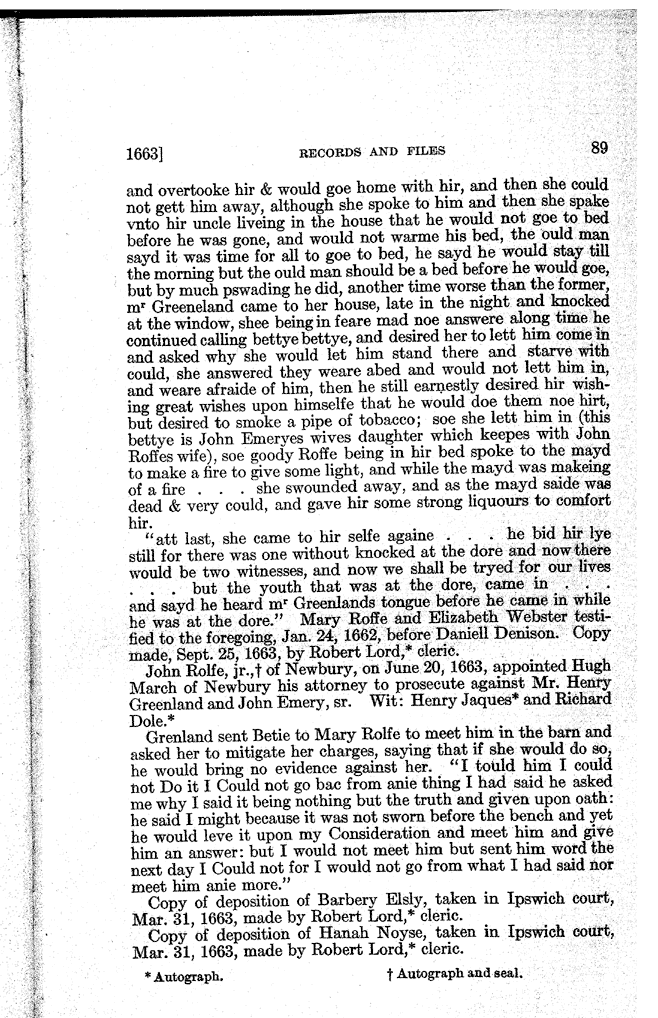 1663] RECORDS AND FILES 89
and overtooke hir & would goe home with hir, and then she could
not gett him away, although she spoke to him and then she spake
vnto hir uncle liveing in the house that he would not goe to bed
before he was gone, and would not warme his bed, the ould man
sayd it was time for all to goe to bed, he sayd he would stay till
the morning but the ould man should be a bed before he would goe,
but by much pswading he did, another time worse than the former,
mʳ Greeneland came to her house, late in the night and knocked
at the window, shee being in feare mad noe answere along time he
continued calling bettye bettye, and desired her to lett him come in
and asked why she would let him stand there and starve with
could, she answered they weare abed and would not lett him in,
and weare afraide of him, then he still earnestly desired hir wish-
ing great wishes upon himselfe that he would doe them noe hirt,
but desired to smoke a pipe of tobacco; soe she lett him in (this
bettye is John Emeryes wives daughter which keepes with John
Roffes wife), soe goody Roffe being in hir bed spoke to the mayd
to make a fire to give some light, and while the mayd was makeing
of a fire . . . she swounded away, and as the mayd saide was
dead & very could, and gave hir some strong liquours to comfort
hir.
"att last, she came to hir selfe againe . . . he bid hir lye
still for there was one without knocked at the dore and now there
would be two witnesses, and now we shall be tryed for our lives
. . . but the youth that was at the dore, came in . . .
and sayd he heard mʳ Greenlands tongue before he came in while
he was at the dore." Mary Roffe and Elizabeth Webster testi-
fied to the foregoing, Jan. 24, 1662, before Daniell Denison. Copy
made, Sept. 25, 1663, by Robert Lord,* cleric.
John Rolfe, jr.,† of Newbury, on June 20, 1663, appointed Hugh
March of Newbury his attorney to prosecute against Mr. Henry
Greenland and John Emery, sr. Wit: Henry Jaques* and Richard
Dole.*
Grenland sent Betie to Mary Rolfe to meet him in the barn and
asked her to mitigate her charges, saying that if she would do so,
he would bring no evidence against her. "I tould him I could
not Do it I Could not go bac from anie thing I had said he asked
me why I said it being nothing but the truth and given upon oath:
he said I might because it was not sworn before the bench and yet
he would leve it upon my Consideration and meet him and give
him an answer: but I would not meet him but sent him word the
next day I Could not for I would not go from what I had said nor
meet him anie more."
Copy of deposition of Barbery Elsly, taken in Ipswich court,
Mar. 31, 1663, made by Robert Lord,* cleric.
Copy of deposition of Hanah Noyse, taken in Ipswich court,
Mar. 31, 1663, made by Robert Lord,* cleric.
* Autograph. † Autograph and seal.